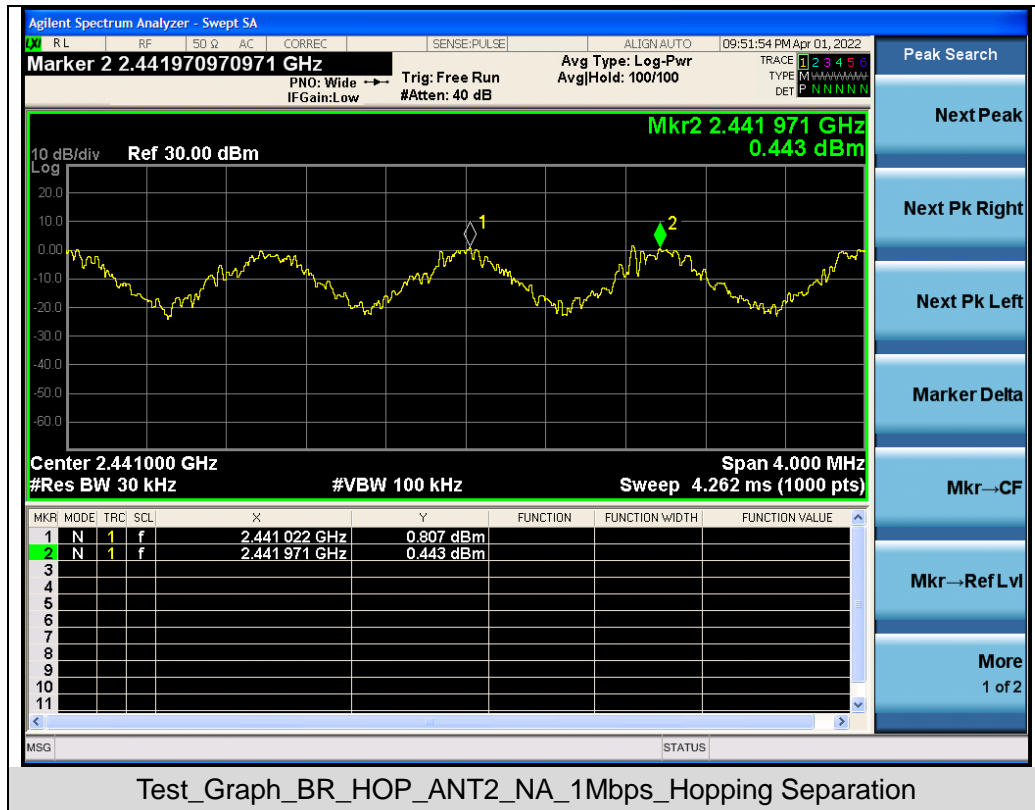 Agilent Spectrum Analyzer - Swept SA
LXI RL RF 50 Ω AC CORREC SENSE:PULSE ALIGNAUTO 09:51:54 PM Apr 01, 2022
Marker 2 2.441970970971 GHz
PNO: Wide
IFGain:Low
Trig: Free Run
#Atten: 40 dB
Avg Type: Log-Pwr
Avg|Hold: 100/100
TRACE 1 2 3 4 5 6
TYPE M WWWWW
DET P N N N N N
Mkr2 2.441 971 GHz
0.443 dBm
10 dB/div Ref 30.00 dBm
Log
20.0
10.0
0.00
-10.0
-20.0
-30.0
-40.0
-50.0
-60.0
1
2
Center 2.441000 GHz Span 4.000 MHz
#Res BW 30 kHz #VBW 100 kHz Sweep 4.262 ms (1000 pts)
MKR MODE TRC SCL X Y FUNCTION FUNCTION WIDTH FUNCTION VALUE
1 N 1 f 2.441 022 GHz 0.807 dBm
2 N 1 f 2.441 971 GHz 0.443 dBm
3
4
5
6
7
8
9
10
11
MSG STATUS
Peak Search
Next Peak
Next Pk Right
Next Pk Left
Marker Delta
Mkr→CF
Mkr→Ref Lvl
More
1 of 2
Test_Graph_BR_HOP_ANT2_NA_1Mbps_Hopping Separation